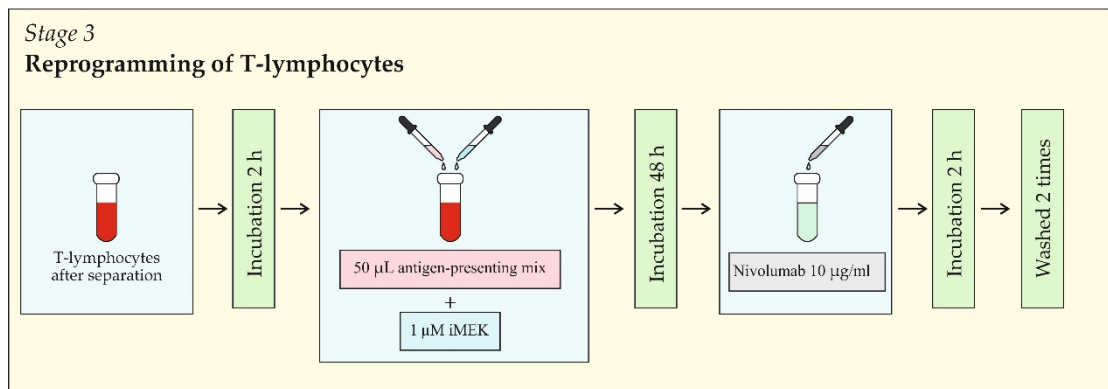 Stage 3
Reprogramming of T-lymphocytes
T-lymphocytes
after separation
Incubation 2 h
50 μL antigen-presenting mix
+
1 μM iMEK
Incubation 48 h
Nivolumab 10 μg/ml
Incubation 2 h
Washed 2 times